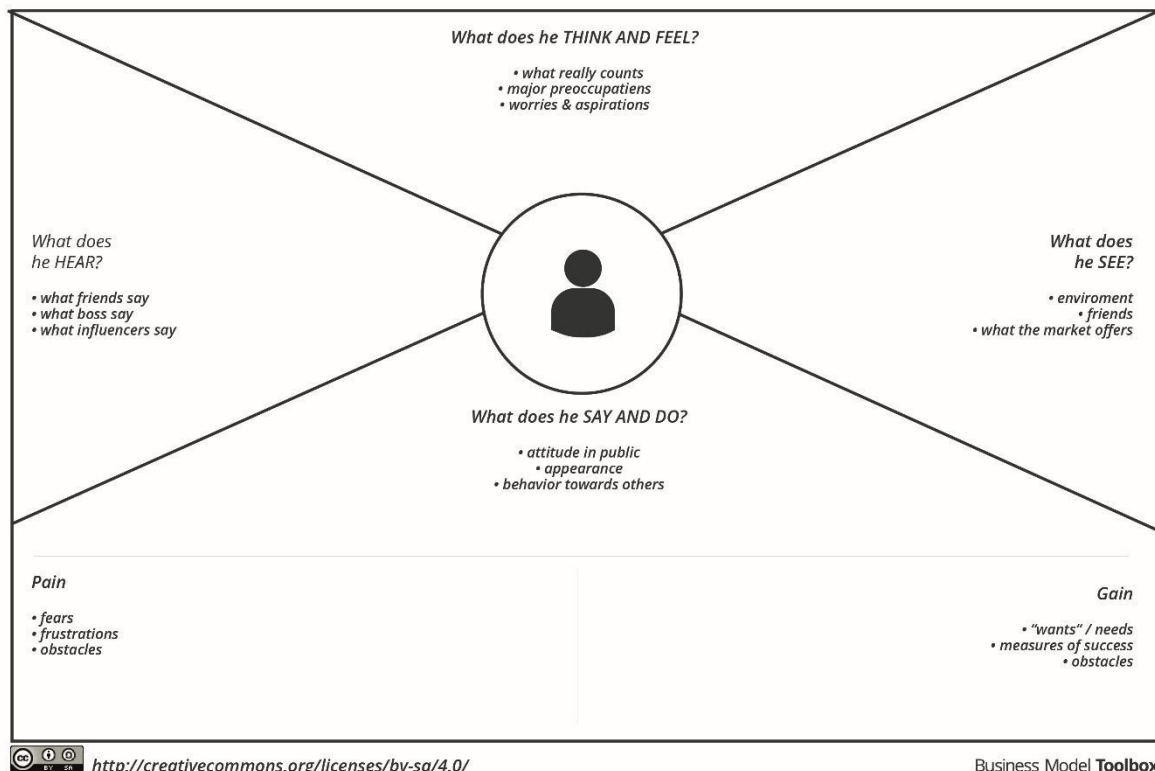 What does he THINK AND FEEL?
• what really counts
• major preoccupatiens
• worries & aspirations
What does
he HEAR?
• what friends say
• what boss say
• what influencers say
What does
he SEE?
• enviroment
• friends
• what the market offers
What does he SAY AND DO?
• attitude in public
• appearance
• behavior towards others
Pain
• fears
• frustrations
• obstacles
Gain
• “wants” / needs
• measures of success
• obstacles
cc BY SA http://creativecommons.org/licenses/by-sa/4.0/
Business Model Toolbox